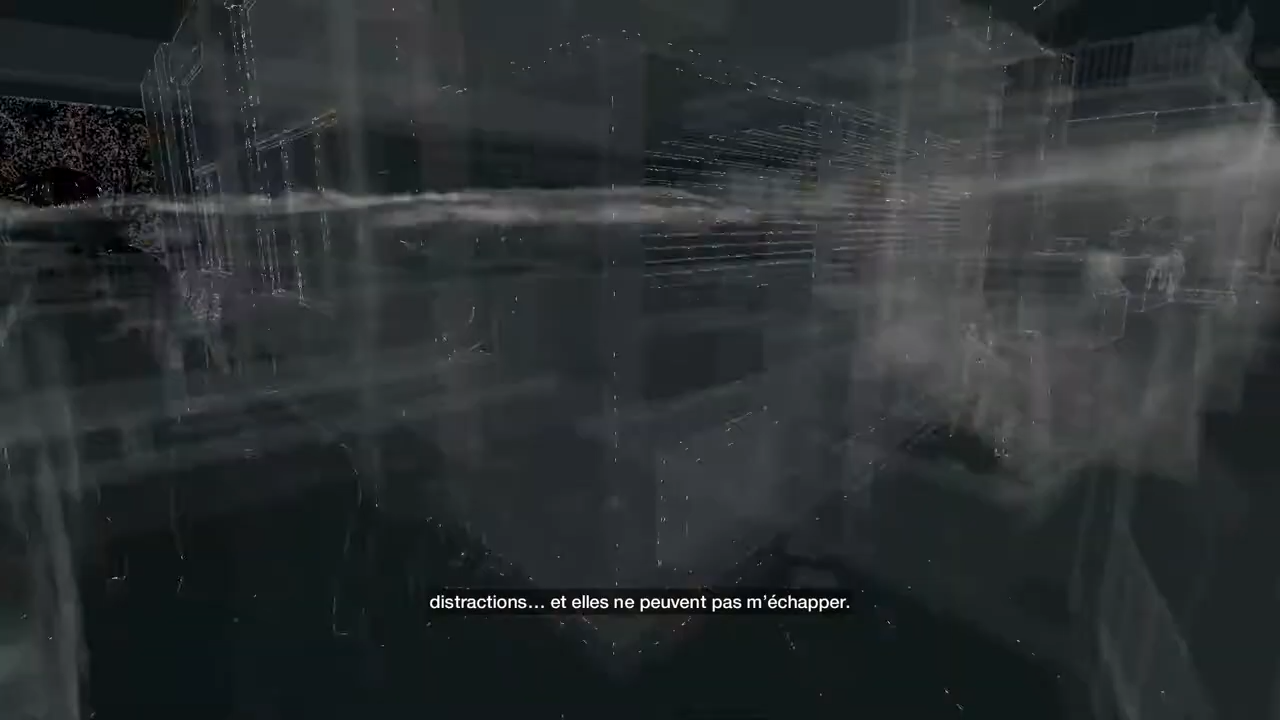 distractions… et elles ne peuvent pas m’échapper.